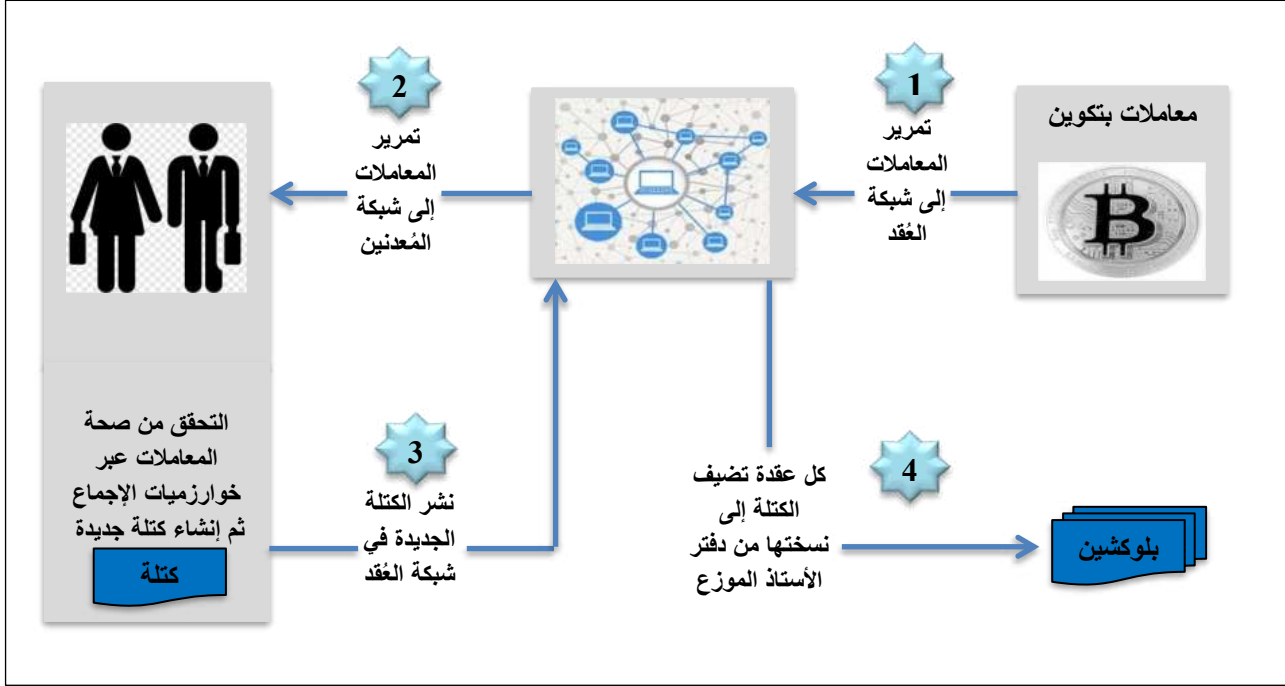 معاملات بتكوين
1
تمرير
المعاملات
إلى شبكة
العُقد
2
تمرير
المعاملات
إلى شبكة
المُعدنين
التحقق من صحة
المعاملات عبر
خوارزميات الإجماع
ثم إنشاء كتلة جديدة
كتلة
3
نشر الكتلة
الجديدة في
شبكة العُقد
4
كل عقدة تضيف
الكتلة إلى
نسختها من دفتر
الأستاذ الموزع
بلوكشين